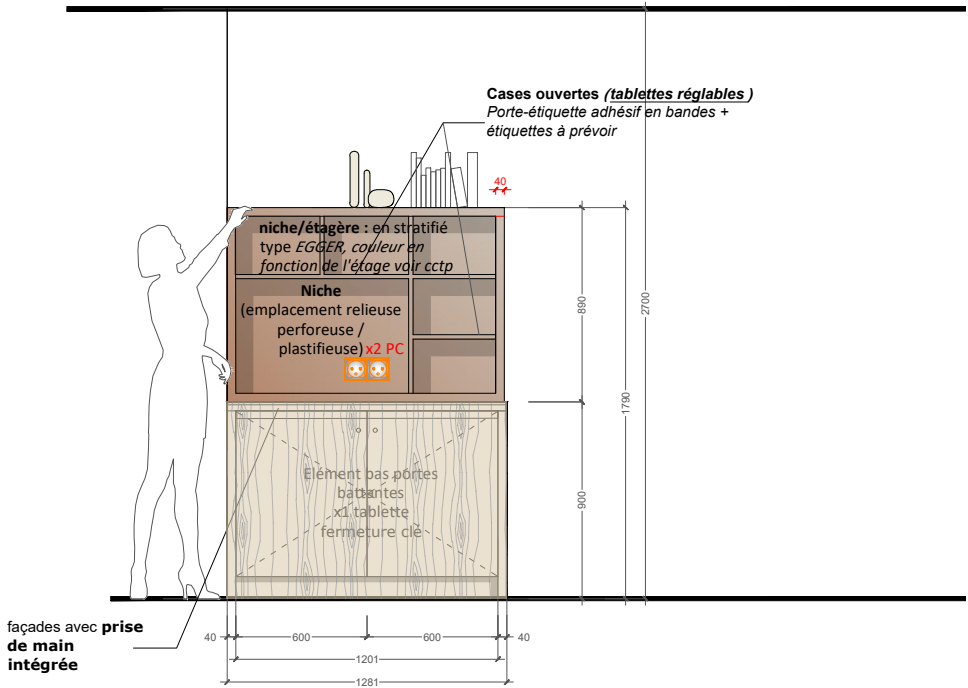 Cases ouvertes (tablettes réglables )
Porte-étiquette adhésif en bandes +
étiquettes à prévoir
40
niche/étagère : en stratifié
type EGGER, couleur en
fonction de l'étage voir cctp
Niche
(emplacement relieuse
perforeuse /
plastifieuse) x2 PC
890
2700
1790
900
Elément bas portes
battantes
x1 tablette
fermeture clé
façades avec prise
de main
intégrée
40
600
600
40
1201
1281